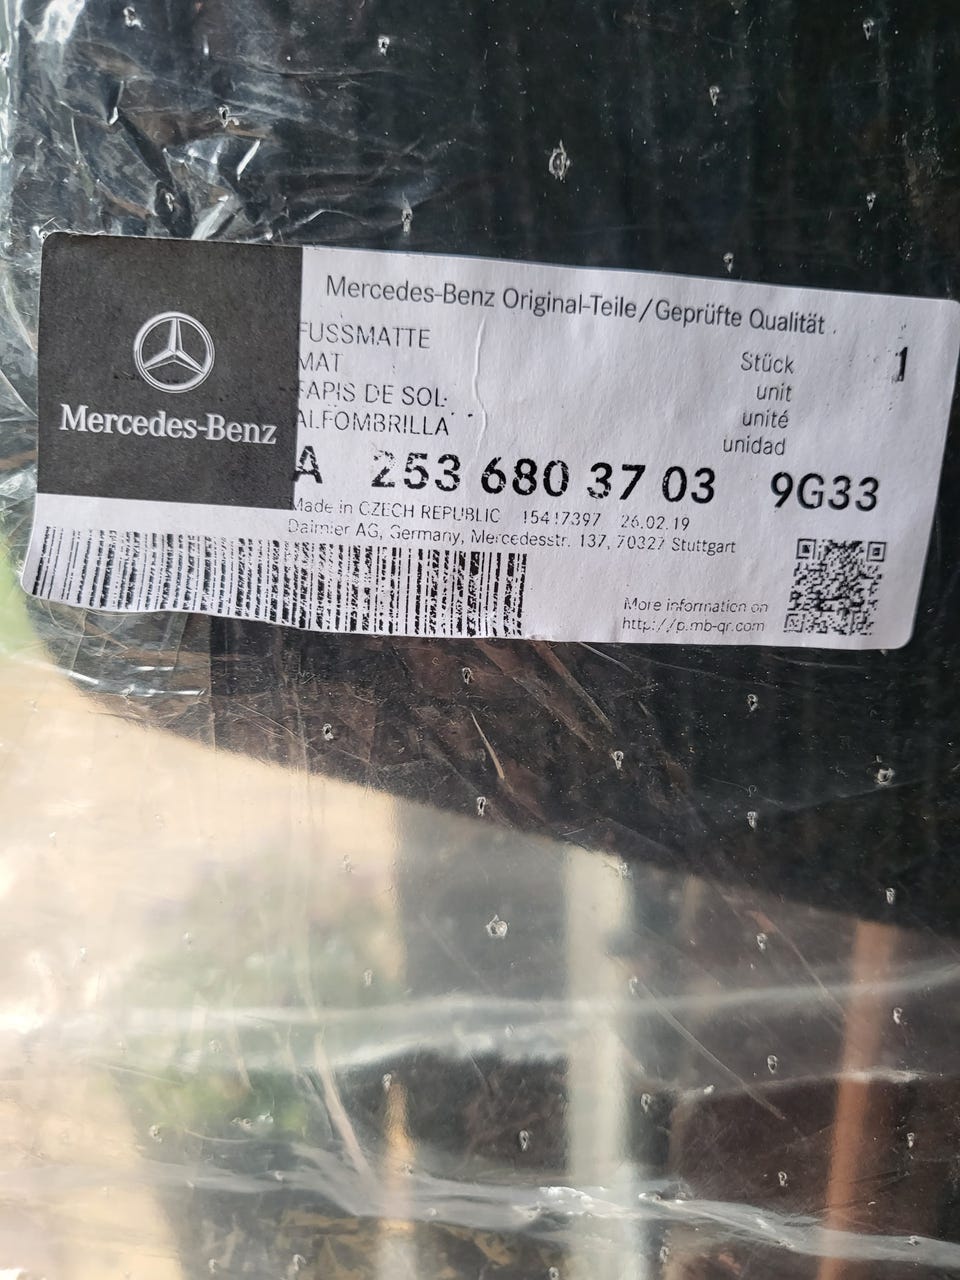 Mercedes-Benz
Mercedes-Benz Original-Teile/Geprüfte Qualität
FUSSMATTE
MAT
TAPIS DE SOL
ALFOMBRILLA
Stück 1
unit
unité
unidad
A 253 680 37 03 9G33
Made in CZECH REPUBLIC 15417397 26.02.19
Daimler AG, Germany, Mercedesstr. 137, 70327 Stuttgart
More information on
http://p.mb-qr.com